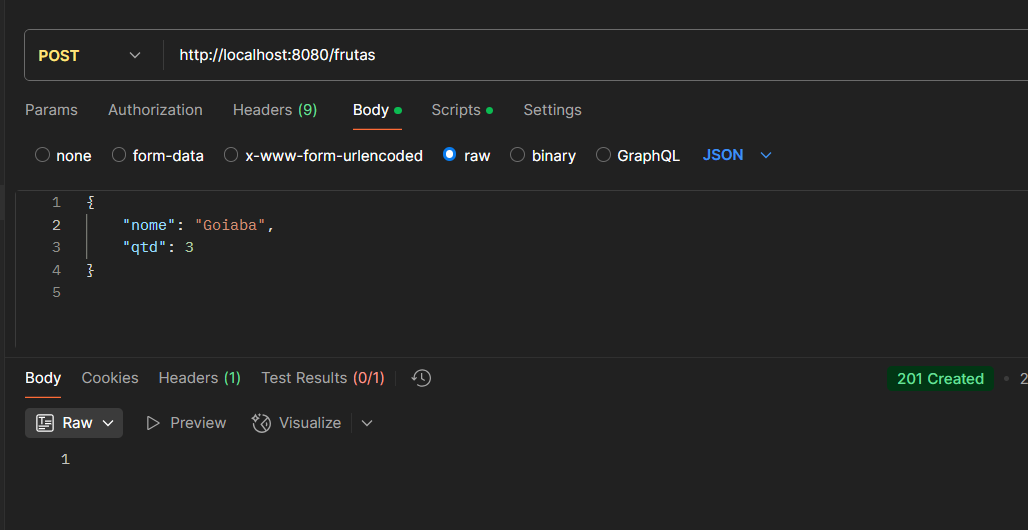 POST http://localhost:8080/frutas
Params Authorization Headers (9) Body Scripts Settings
none form-data x-www-form-urlencoded raw binary GraphQL JSON
1 {
2 "nome": "Goiaba",
3 "qtd": 3
4 }
5
Body Cookies Headers (1) Test Results (0/1) 201 Created • 2
Raw Preview Visualize
1